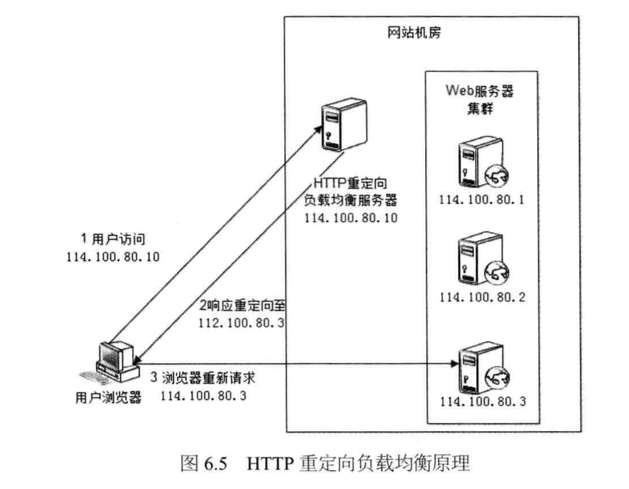 网站机房
Web服务器
集群
HTTP重定向
负载均衡服务器
114.100.80.10
114.100.80.1
1 用户访问
114.100.80.10
114.100.80.2
2响应重定向至
112.100.80.3
3 浏览器重新请求
114.100.80.3
用户浏览器
114.100.80.3
图 6.5 HTTP 重定向负载均衡原理